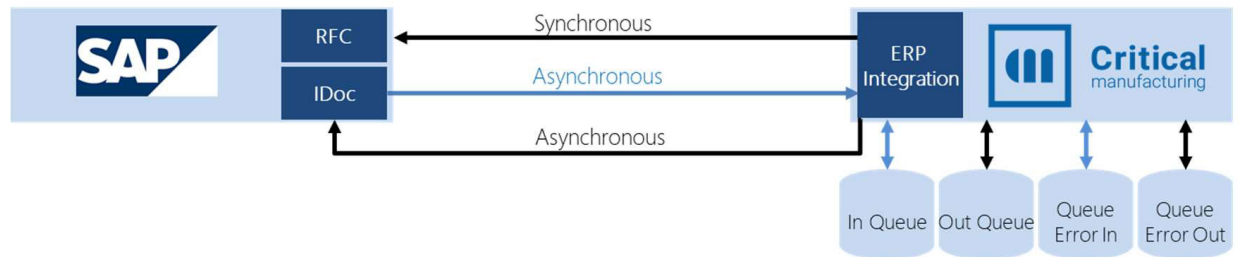 SAP
RFC
IDoc
Synchronous
Asynchronous
Asynchronous
ERP
Integration
Critical
manufacturing
In Queue
Out Queue
Queue
Error In
Queue
Error Out